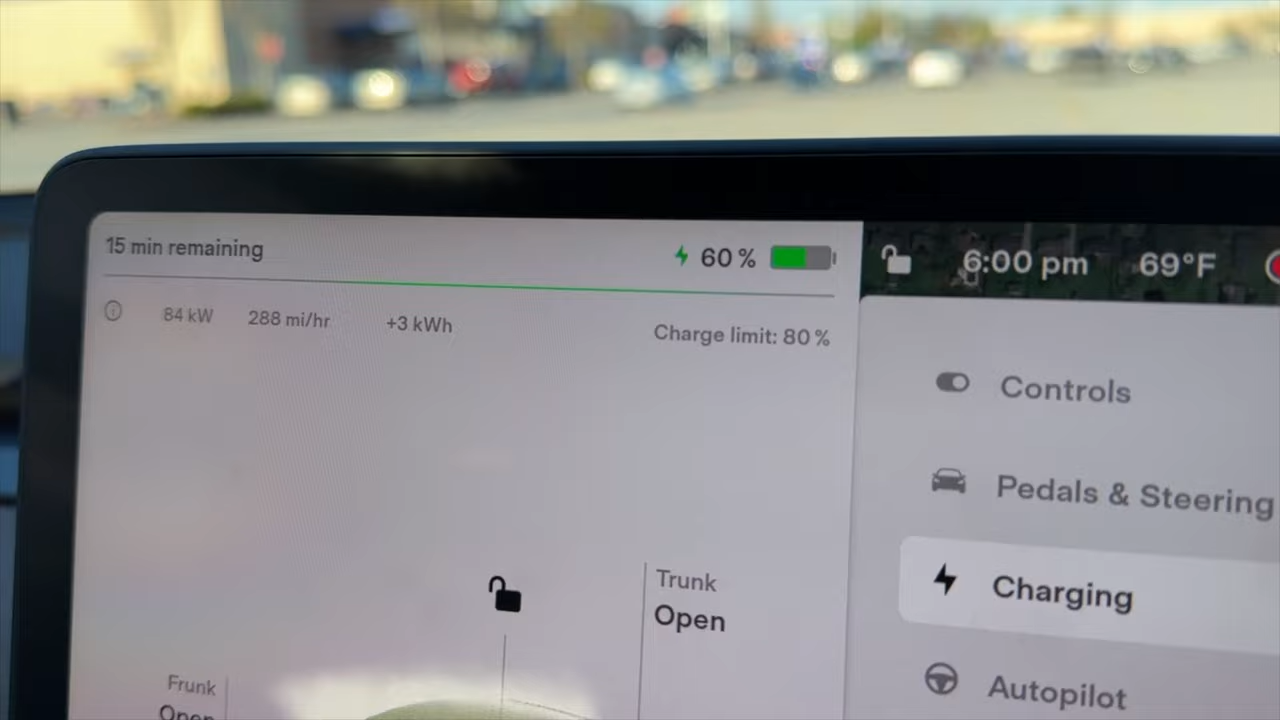 15 min remaining
60 %
84 kW 288 mi/hr +3 kWh
Charge limit: 80 %
Trunk
Open
Frunk
Open
6:00 pm 69°F
Controls
Pedals & Steering
Charging
Autopilot